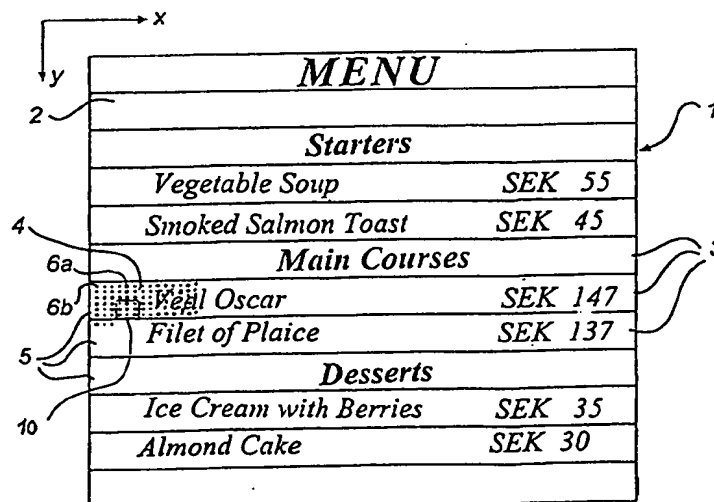 x
y
MENU
2
1
Starters
Vegetable Soup SEK 55
Smoked Salmon Toast SEK 45
4
Main Courses
6a
3
6b
Veal Oscar SEK 147
Filet of Plaice SEK 137
5
Desserts
10
Ice Cream with Berries SEK 35
Almond Cake SEK 30